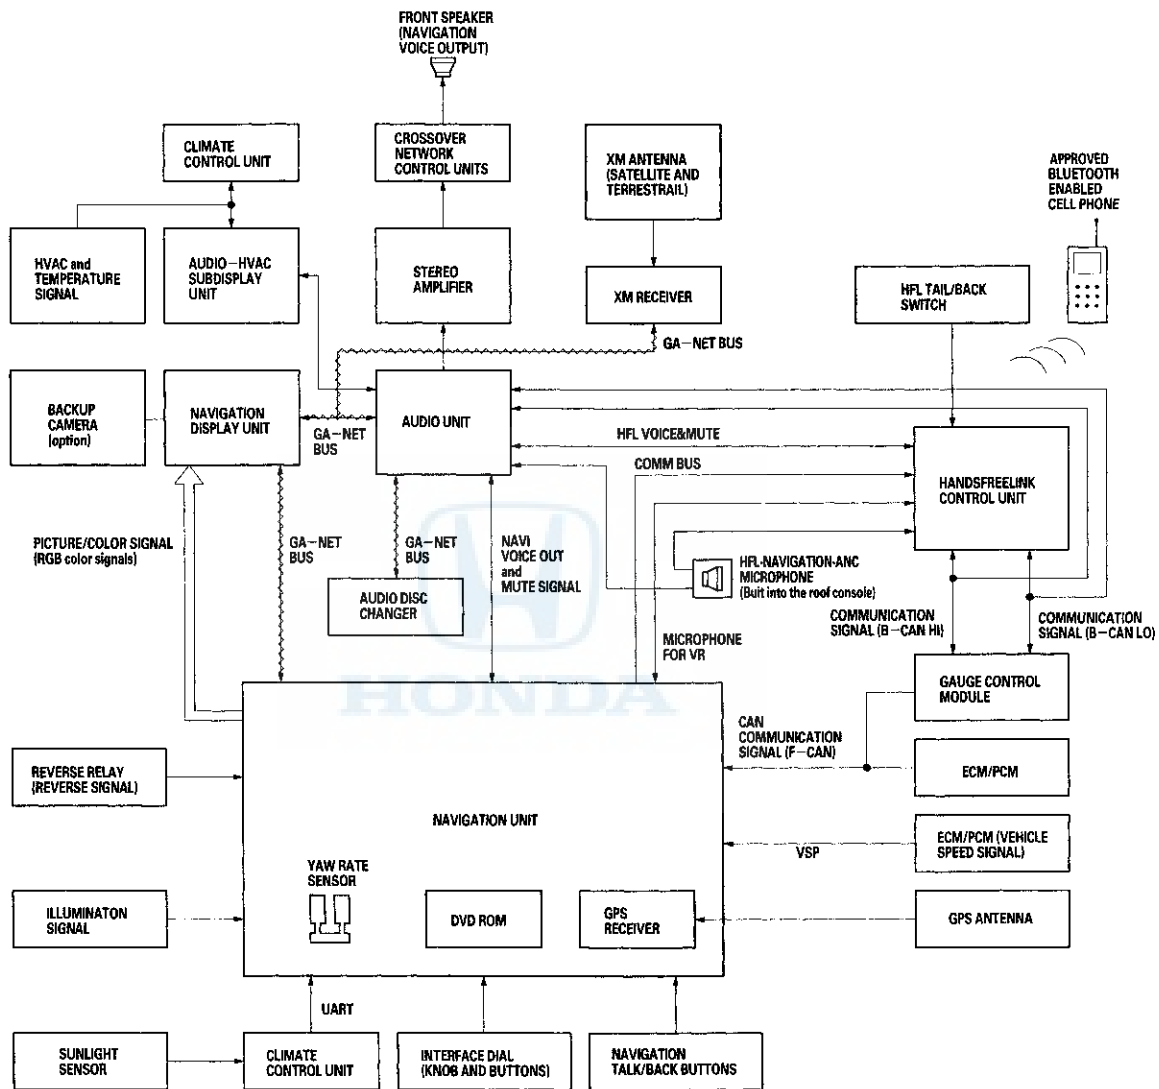 FRONT SPEAKER
(NAVIGATION
VOICE OUTPUT)
CLIMATE
CONTROL UNIT
CROSSOVER
NETWORK
CONTROL UNITS
XM ANTENNA
(SATELLITE AND
TERRESTRAIL)
APPROVED
BLUETOOTH
ENABLED
CELL PHONE
HVAC and
TEMPERATURE
SIGNAL
AUDIO-HVAC
SUBDISPLAY
UNIT
STEREO
AMPLIFIER
XM RECEIVER
HFL TAIL/BACK
SWITCH
GA-NET BUS
BACKUP
CAMERA
(option)
NAVIGATION
DISPLAY UNIT
GA-NET
BUS
AUDIO UNIT
HFL VOICE&MUTE
COMM BUS
HANDSFREELINK
CONTROL UNIT
PICTURE/COLOR SIGNAL
(RGB color signals)
GA-NET
BUS
GA-NET
BUS
NAVI
VOICE OUT
and
MUTE SIGNAL
AUDIO DISC
CHANGER
HFL-NAVIGATION-ANC
MICROPHONE
(Buit into the roof console)
MICROPHONE
FOR VR
COMMUNICATION
SIGNAL (B-CAN HI)
COMMUNICATION
SIGNAL (B-CAN LO)
HONDA
GAUGE CONTROL
MODULE
CAN
COMMUNICATION
SIGNAL (F-CAN)
REVERSE RELAY
(REVERSE SIGNAL)
ECM/PCM
NAVIGATION UNIT
VSP
ECM/PCM (VEHICLE
SPEED SIGNAL)
YAW RATE
SENSOR
ILLUMINATON
SIGNAL
DVD ROM
GPS
RECEIVER
GPS ANTENNA
UART
SUNLIGHT
SENSOR
CLIMATE
CONTROL UNIT
INTERFACE DIAL
(KNOB AND BUTTONS)
NAVIGATION
TALK/BACK BUTTONS